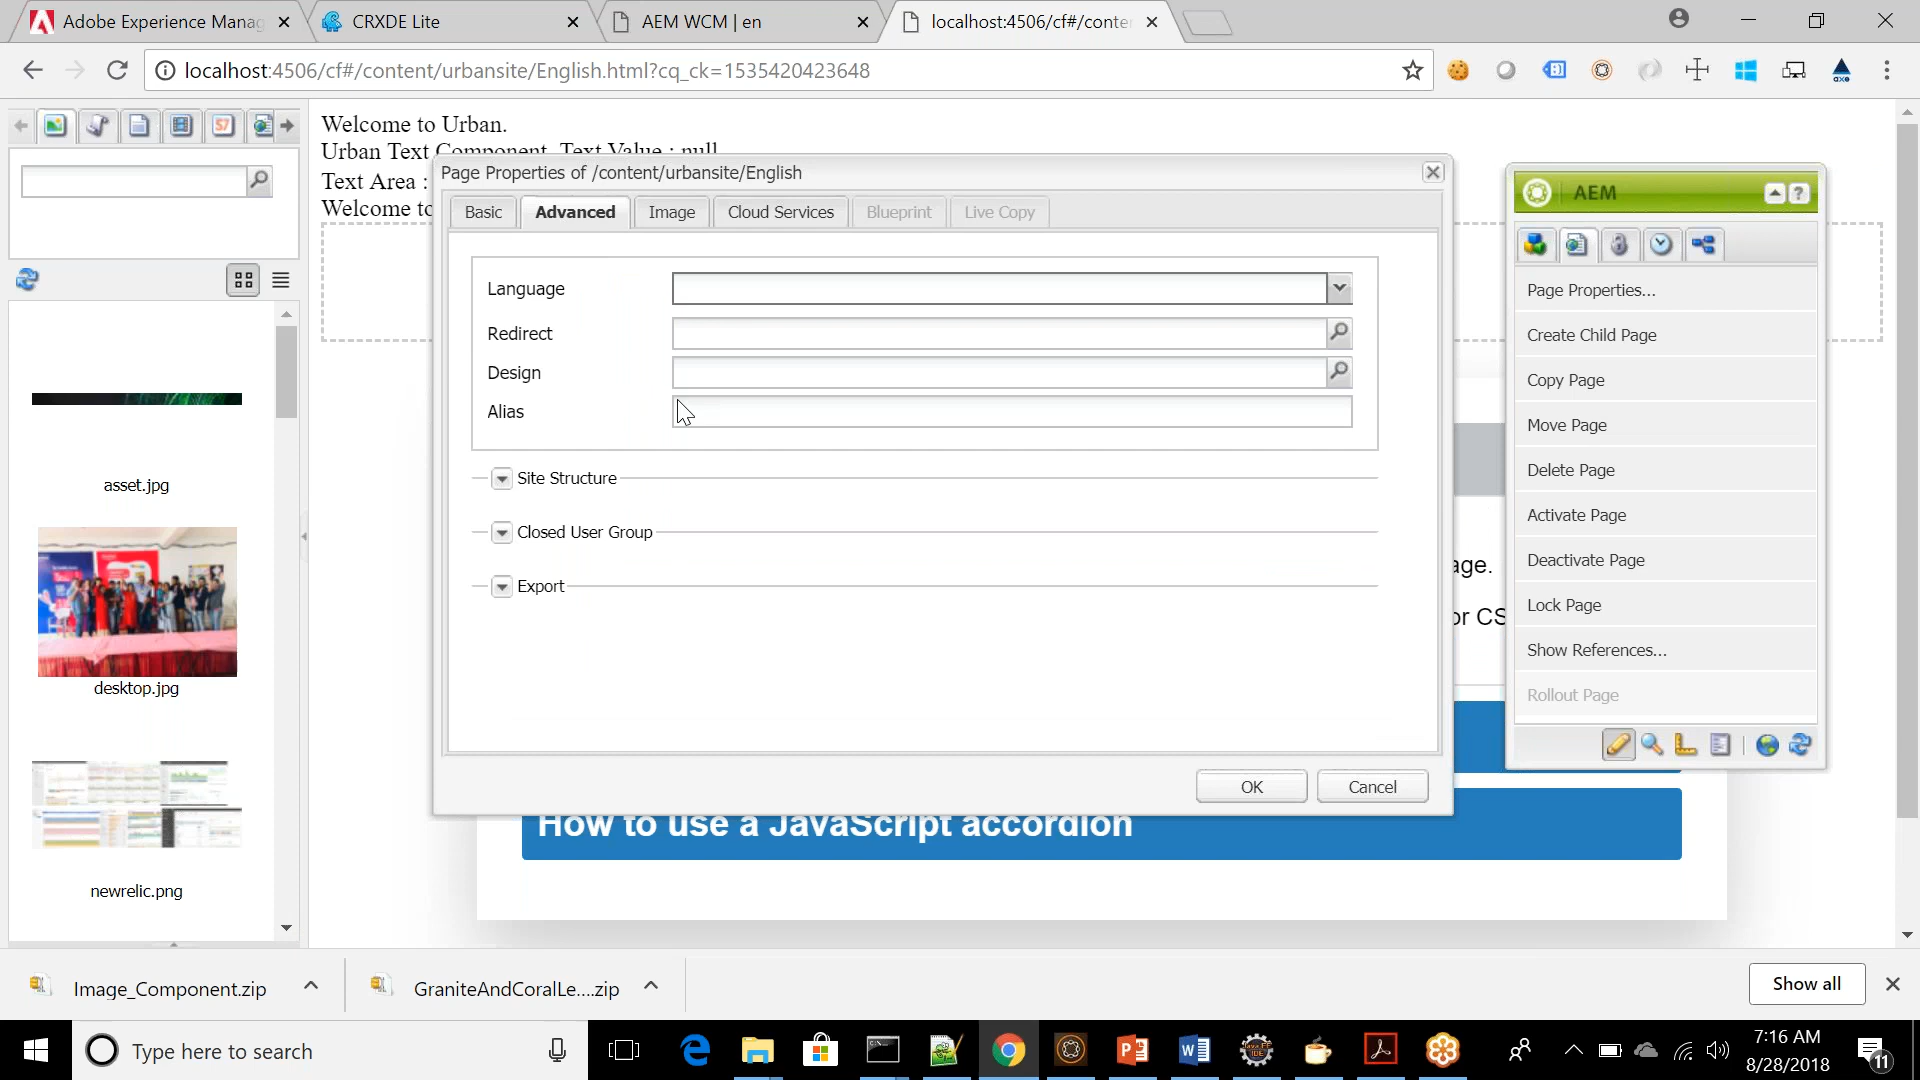 Adobe Experience Manag
CRXDE Lite
AEM WCM | en
localhost:4506/cf#/conte
localhost:4506/cf#/content/urbansite/English.html?cq_ck=1535420423648
Welcome to Urban.
Urban Text Component Text Value : null
Text Area :
Welcome to
Page Properties of /content/urbansite/English
Basic
Advanced
Image
Cloud Services
Blueprint
Live Copy
Language
Redirect
Design
Alias
Site Structure
Closed User Group
Export
OK
Cancel
AEM
?
Page Properties...
Create Child Page
Copy Page
Move Page
Delete Page
Activate Page
Deactivate Page
Lock Page
Show References...
Rollout Page
age.
or CS
How to use a JavaScript accordion
S7
asset.jpg
desktop.jpg
newrelic.png
Image_Component.zip
GraniteAndCoralLe....zip
Show all
Type here to search
7:16 AM
8/28/2018
11